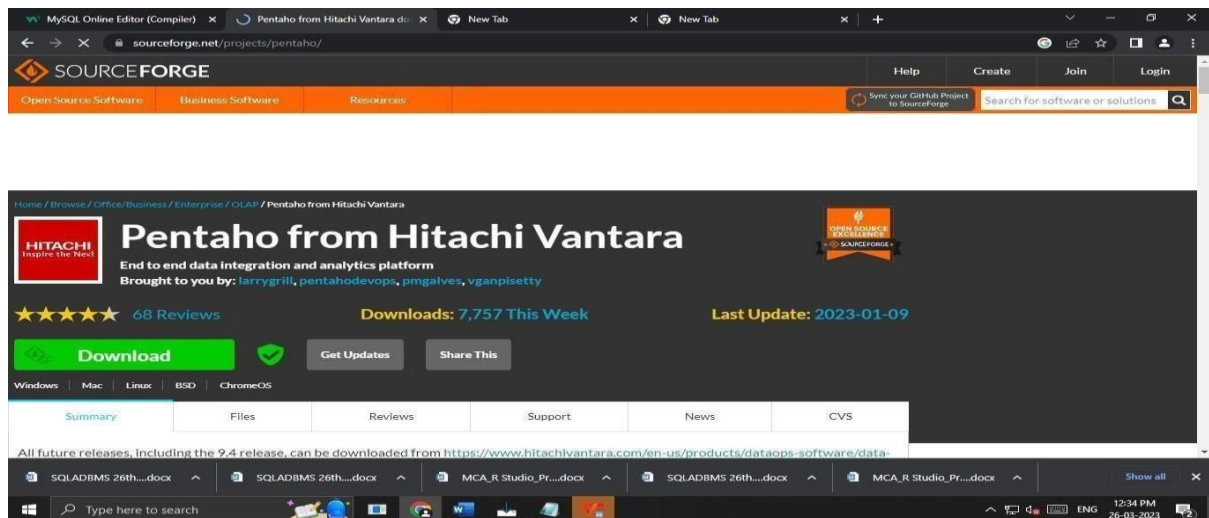 MySQL Online Editor (Compiler)
Pentaho from Hitachi Vantara do
New Tab
New Tab
sourceforge.net/projects/pentaho/
SOURCEFORGE
Help Create Join Login
Open Source Software Business Software Resources
Sync your GitHub Project
to SourceForge
Search for software or solutions
Home / Browse / Office/Business / Enterprise / OLAP / Pentaho from Hitachi Vantara
HITACHI
Inspire the Next
Pentaho from Hitachi Vantara
OPEN SOURCE
EXCELLENCE
SOURCEFORGE
End to end data integration and analytics platform
Brought to you by: larrygrill, pentahodevops, pmgalves, vganpisetty
68 Reviews
Downloads: 7,757 This Week
Last Update: 2023-01-09
Download
Get Updates
Share This
Windows Mac Linux BSD ChromeOS
Summary Files Reviews Support News CVS
All future releases, including the 9.4 release, can be downloaded from https://www.hitachivantara.com/en-us/products/dataops-software/data-
SQLADBMS 26th....docx
SQLADBMS 26th....docx
MCA_R Studio_Pr....docx
SQLADBMS 26th....docx
MCA_R Studio_Pr....docx
Show all
Type here to search
ENG
12:34 PM
26-03-2023
2